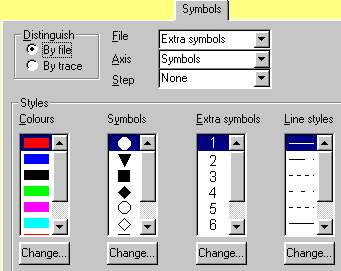 Symbols
Distinguish
By file
By trace
File Extra symbols
Axis Symbols
Step None
Styles
Colours Symbols Extra symbols Line styles
1
2
3
4
5
6
Change... Change... Change... Change...